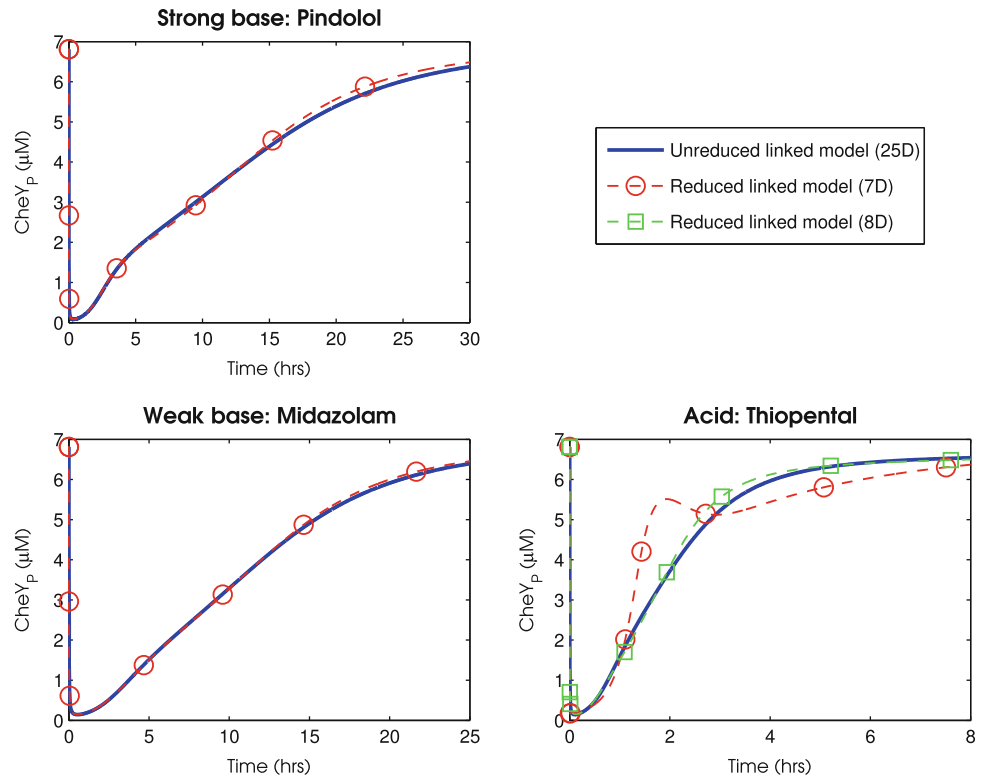 Strong base: Pindolol
7
6
5
4
3
2
1
0
0 5 10 15 20 25 30
CheY_P (μM)
Time (hrs)
Unreduced linked model (25D)
Reduced linked model (7D)
Reduced linked model (8D)
Weak base: Midazolam
7
6
5
4
3
2
1
0
0 5 10 15 20 25
CheY_P (μM)
Time (hrs)
Acid: Thiopental
7
6
5
4
3
2
1
0
0 2 4 6 8
CheY_P (μM)
Time (hrs)